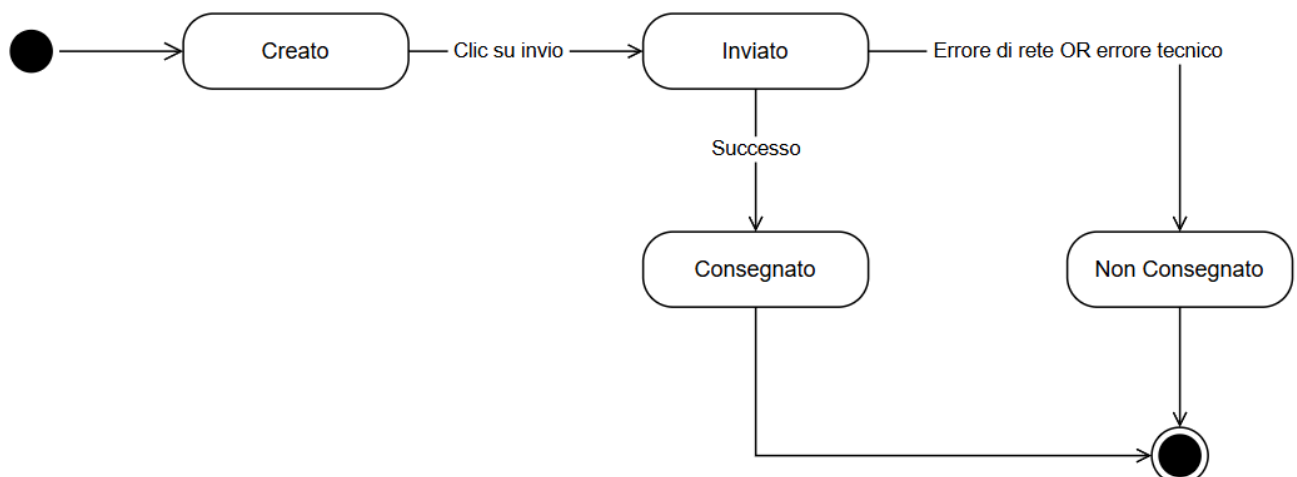 Creato
Clic su invio
Inviato
Errore di rete OR errore tecnico
Successo
Consegnato
Non Consegnato